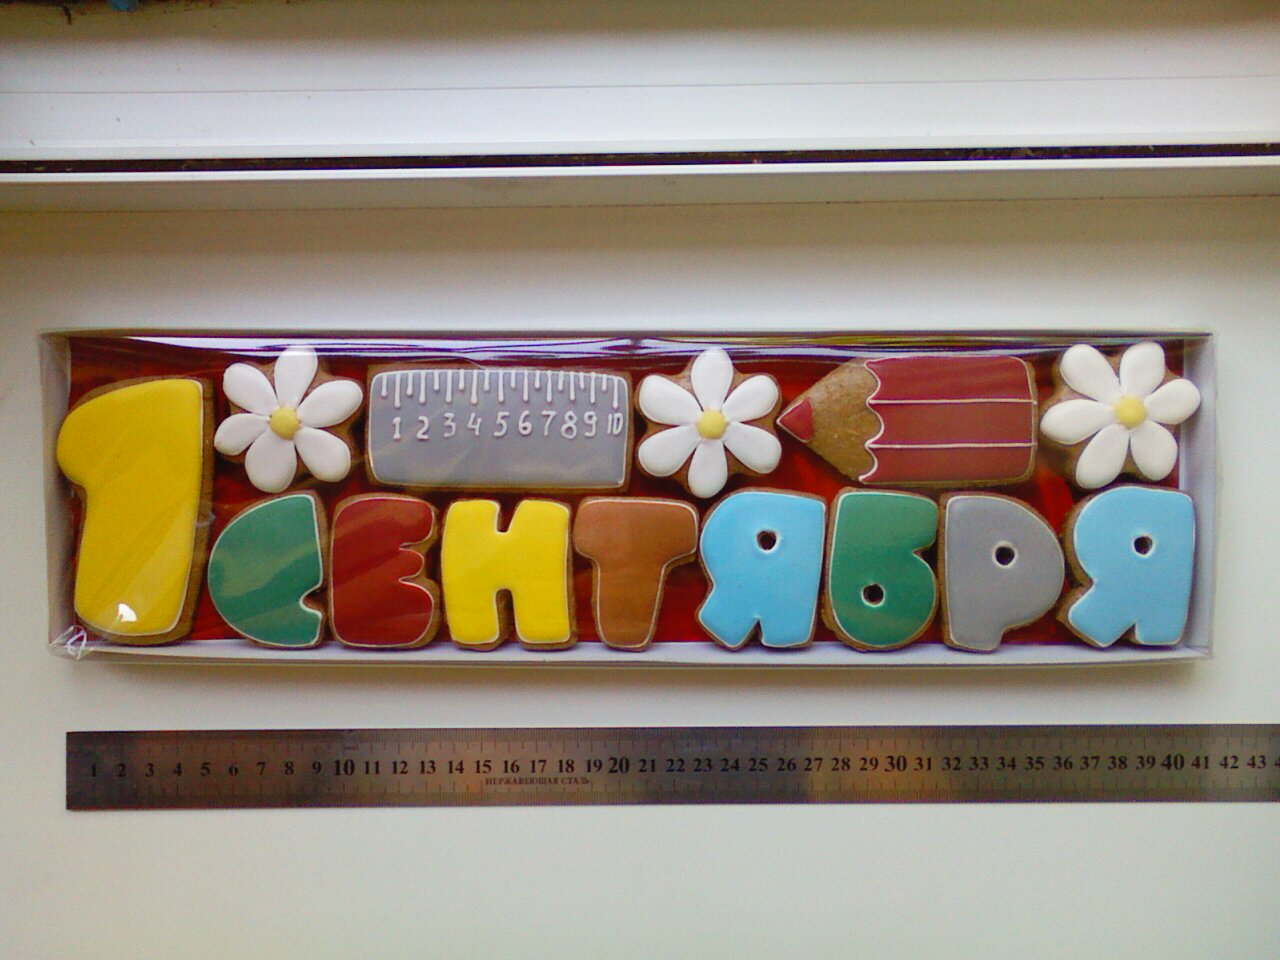 1 2 3 4 5 6 7 8 9 10
1 СЕНТЯБРЯ
1 2 3 4 5 6 7 8 9 10 11 12 13 14 15 16 17 18 19 20 21 22 23 24 25 26 27 28 29 30 31 32 33 34 35 36 37 38 39 40 41 42 43
НЕРЖАВЕЮЩАЯ СТАЛЬ